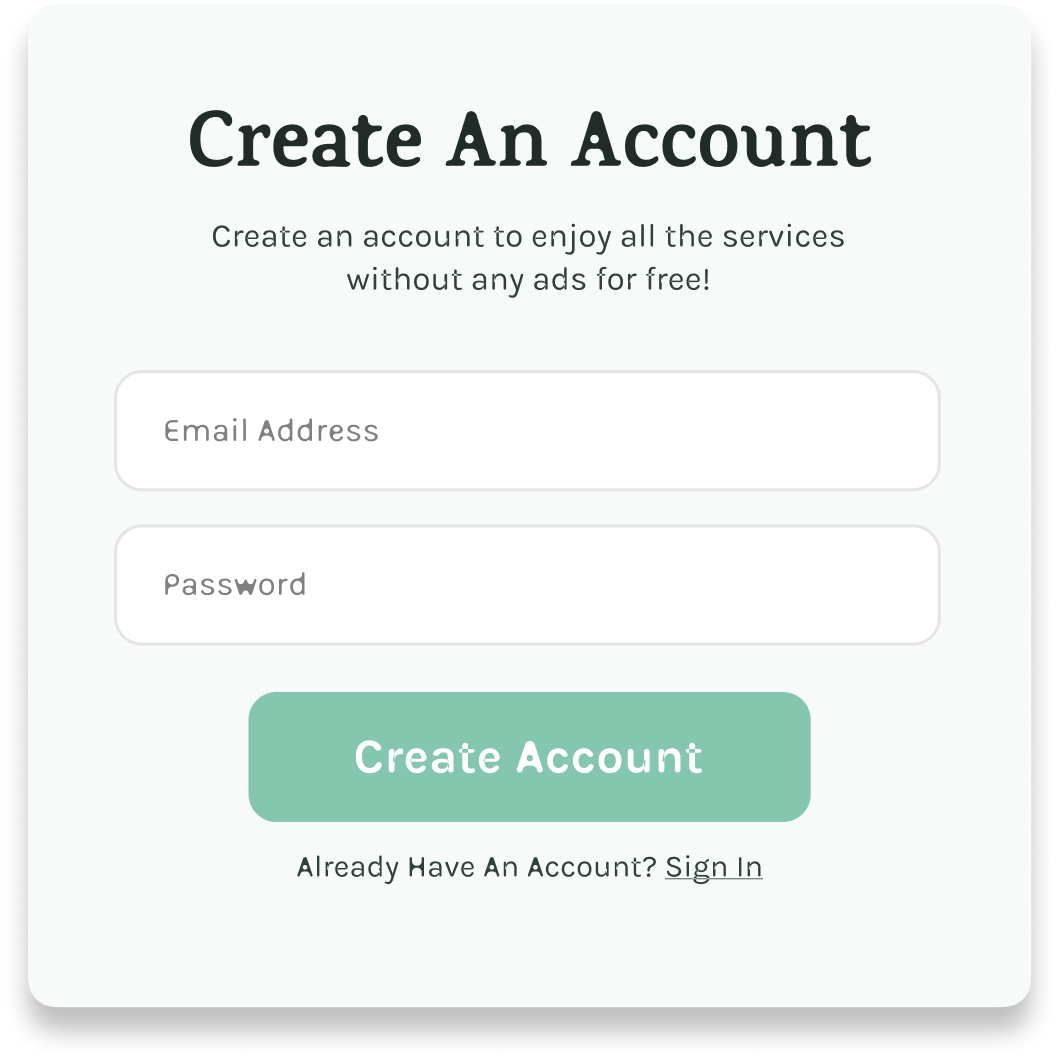 Create An Account
Create an account to enjoy all the services
without any ads for free!
Email Address
Password
Create Account
Already Have An Account? Sign In